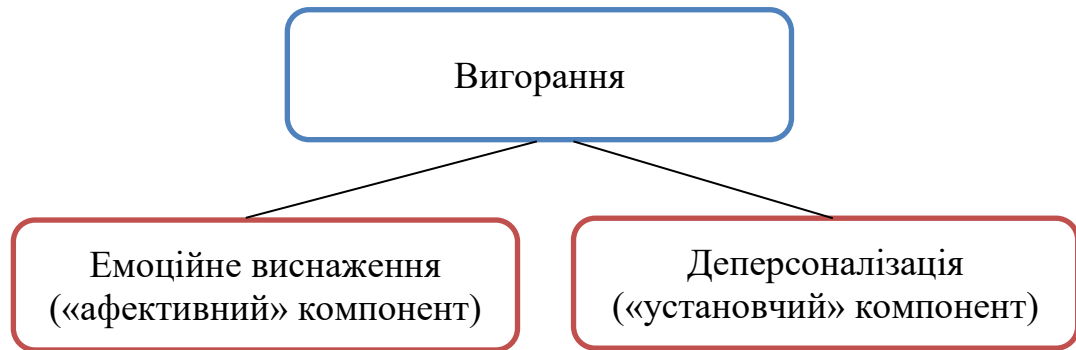 Вигорання
Емоційне виснаження
(«афективний» компонент)
Деперсоналізація
(«установчий» компонент)